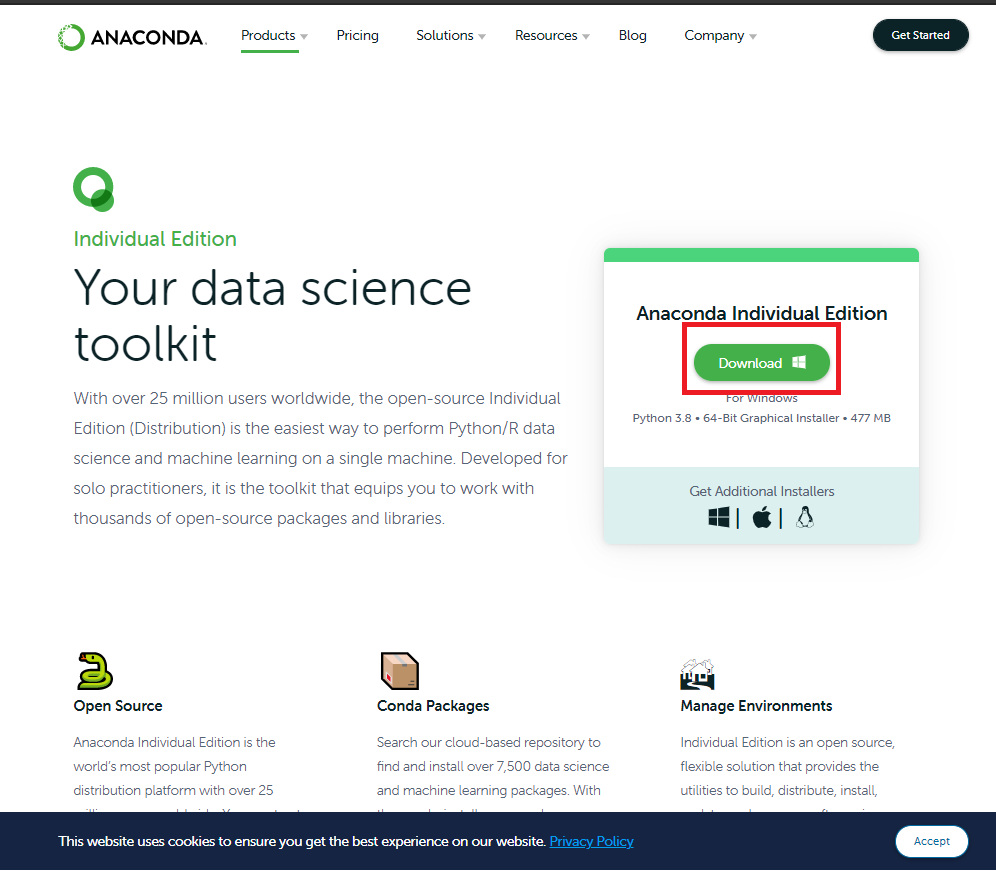 ANACONDA.
Products
Pricing
Solutions
Resources
Blog
Company
Get Started
Individual Edition
Your data science
toolkit
With over 25 million users worldwide, the open-source Individual
Edition (Distribution) is the easiest way to perform Python/R data
science and machine learning on a single machine. Developed for
solo practitioners, it is the toolkit that equips you to work with
thousands of open-source packages and libraries.
Anaconda Individual Edition
Download
For Windows
Python 3.8 • 64-Bit Graphical Installer • 477 MB
Get Additional Installers
| |
Open Source
Anaconda Individual Edition is the
world's most popular Python
distribution platform with over 25
Conda Packages
Search our cloud-based repository to
find and install over 7,500 data science
and machine learning packages. With
Manage Environments
Individual Edition is an open source,
flexible solution that provides the
utilities to build, distribute, install,
This website uses cookies to ensure you get the best experience on our website. Privacy Policy
Accept